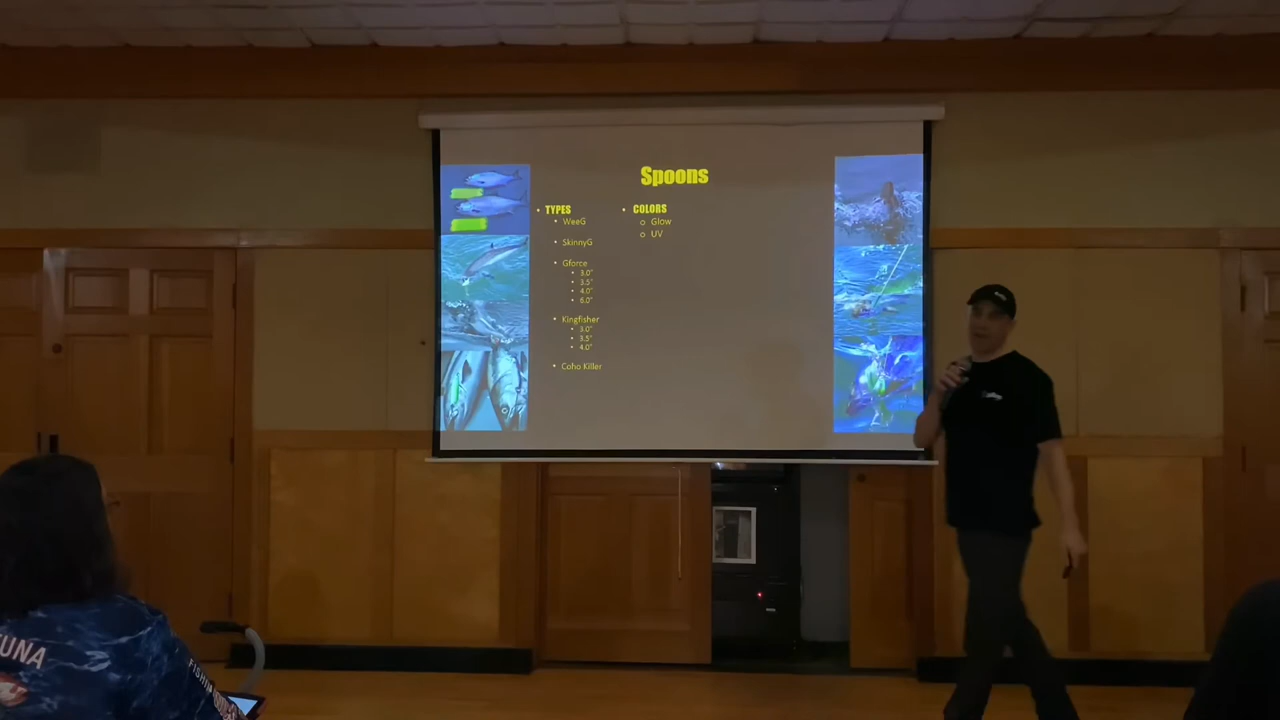 Spoons
• TYPES
• WeeG
• SkinnyG
• Gforce
• 3.0"
• 3.5"
• 4.0"
• 6.0"
• Kingfisher
• 3.0"
• 3.5"
• 4.0"
• Coho Killer
• COLORS
o Glow
o UV
TUNA